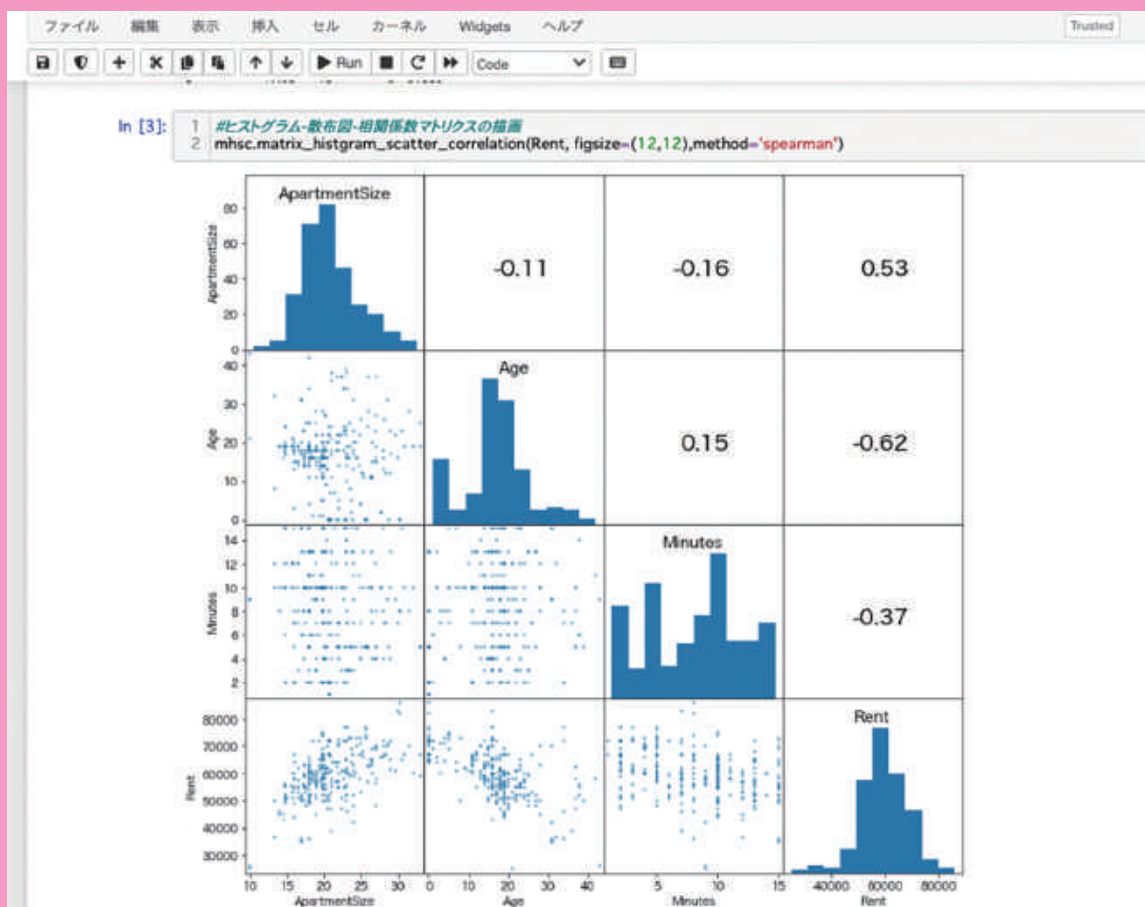 ファイル 編集 表示 挿入 セル カーネル Widgets ヘルプ Trusted
Run Code
In [3]: 1 #ヒストグラム-散布図-相関係数マトリクスの描画
2 mhsc.matrix_histgram_scatter_correlation(Rent, figsize=(12,12),method='spearman')
ApartmentSize
ApartmentSize
80
60
40
20
0
-0.11 -0.16 0.53
Age
Age
40
30
20
10
0
0.15 -0.62
Minutes
Minutes
14
12
10
8
6
4
2
-0.37
Rent
Rent
80000
70000
60000
50000
40000
30000
10 15 20 25 30 0 20 40 5 10 15 40000 60000 80000
ApartmentSize Age Minutes Rent